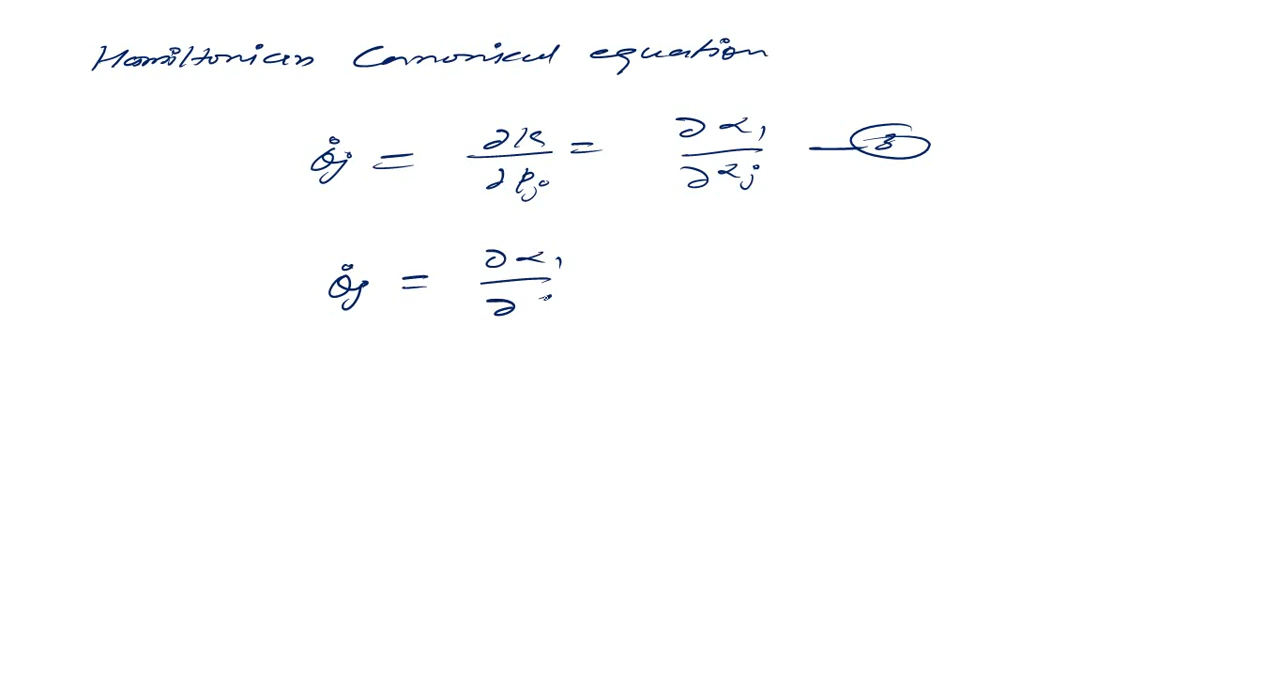 Hamiltonian Canonical equation
Q̇j = ∂K/∂Pj = ∂α₁/∂αj —③
Q̇j = ∂α₁/∂